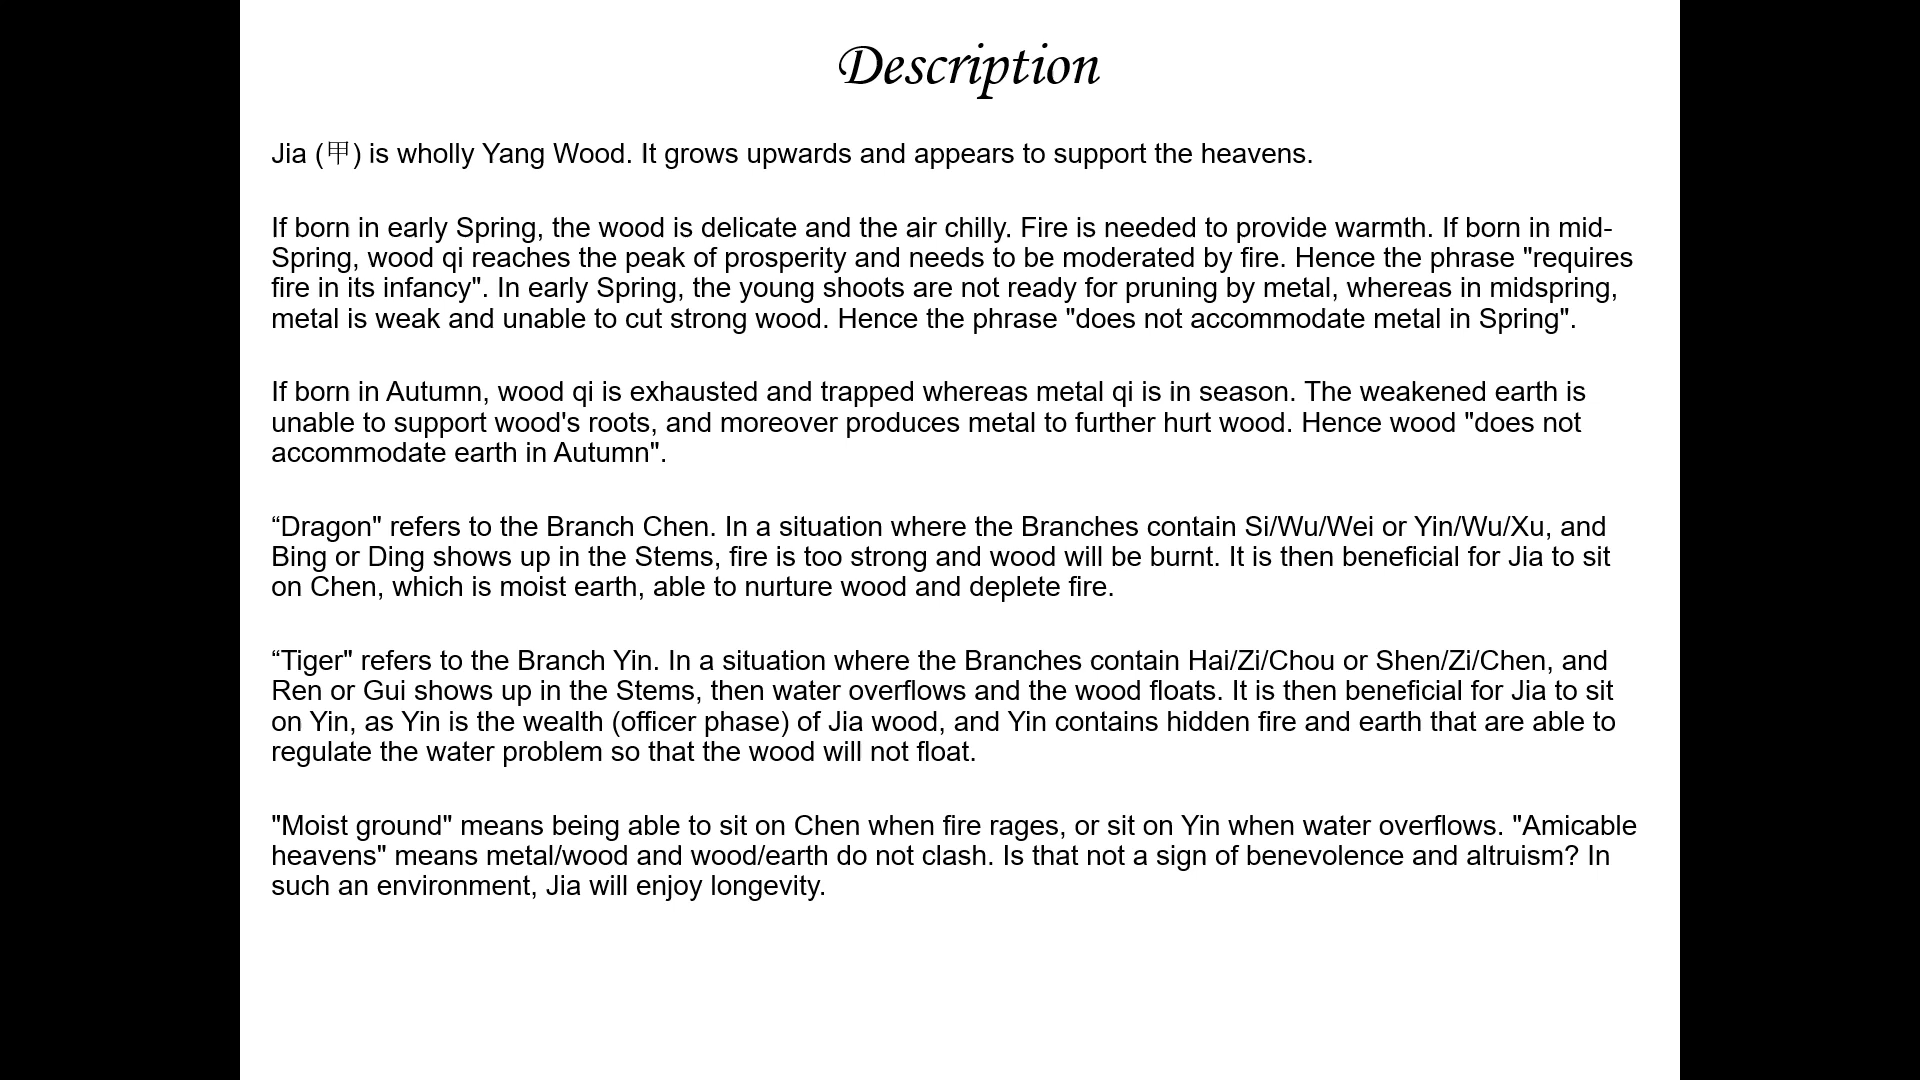 Description
Jia (甲) is wholly Yang Wood. It grows upwards and appears to support the heavens.
If born in early Spring, the wood is delicate and the air chilly. Fire is needed to provide warmth. If born in mid-
Spring, wood qi reaches the peak of prosperity and needs to be moderated by fire. Hence the phrase "requires
fire in its infancy". In early Spring, the young shoots are not ready for pruning by metal, whereas in midspring,
metal is weak and unable to cut strong wood. Hence the phrase "does not accommodate metal in Spring".
If born in Autumn, wood qi is exhausted and trapped whereas metal qi is in season. The weakened earth is
unable to support wood's roots, and moreover produces metal to further hurt wood. Hence wood "does not
accommodate earth in Autumn".
“Dragon" refers to the Branch Chen. In a situation where the Branches contain Si/Wu/Wei or Yin/Wu/Xu, and
Bing or Ding shows up in the Stems, fire is too strong and wood will be burnt. It is then beneficial for Jia to sit
on Chen, which is moist earth, able to nurture wood and deplete fire.
“Tiger" refers to the Branch Yin. In a situation where the Branches contain Hai/Zi/Chou or Shen/Zi/Chen, and
Ren or Gui shows up in the Stems, then water overflows and the wood floats. It is then beneficial for Jia to sit
on Yin, as Yin is the wealth (officer phase) of Jia wood, and Yin contains hidden fire and earth that are able to
regulate the water problem so that the wood will not float.
"Moist ground" means being able to sit on Chen when fire rages, or sit on Yin when water overflows. "Amicable
heavens" means metal/wood and wood/earth do not clash. Is that not a sign of benevolence and altruism? In
such an environment, Jia will enjoy longevity.